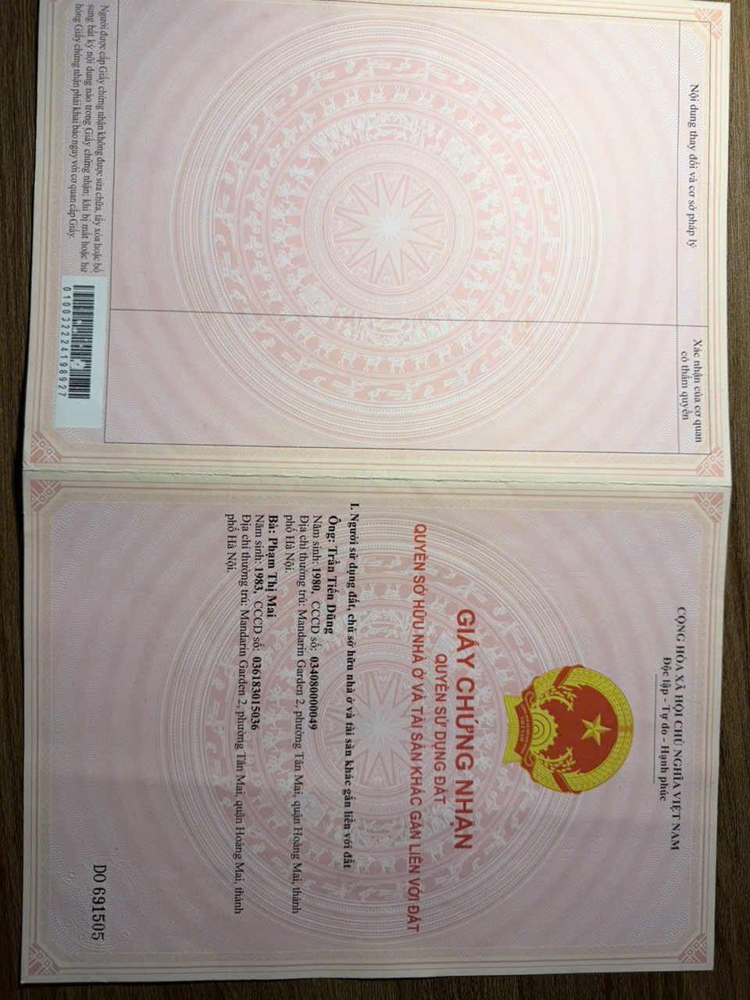 Nội dung thay đổi và cơ sở pháp lý
Xác nhận của cơ quan
có thẩm quyền
Người được cấp Giấy chứng nhận không được sửa chữa, tẩy xóa hoặc bổ
sung bất kỳ nội dung nào trong Giấy chứng nhận; khi bị mất hoặc hư
hỏng Giấy chứng nhận phải khai báo ngay với cơ quan cấp Giấy.
010032224198927
CỘNG HÒA XÃ HỘI CHỦ NGHĨA VIỆT NAM
Độc lập - Tự do - Hạnh phúc
VIỆT NAM
GIẤY CHỨNG NHẬN
QUYỀN SỬ DỤNG ĐẤT
QUYỀN SỞ HỮU NHÀ Ở VÀ TÀI SẢN KHÁC GẮN LIỀN VỚI ĐẤT
I. Người sử dụng đất, chủ sở hữu nhà ở và tài sản khác gắn liền với đất
Ông: Trần Tiến Dũng
Năm sinh: 1980, CCCD số: 034080000049
Địa chỉ thường trú: Mandarin Garden 2, phường Tân Mai, quận Hoàng Mai, thành
phố Hà Nội.
Bà: Phạm Thị Mai
Năm sinh: 1983, CCCD số: 036183015036
Địa chỉ thường trú: Mandarin Garden 2, phường Tân Mai, quận Hoàng Mai, thành
phố Hà Nội.
DO 691505